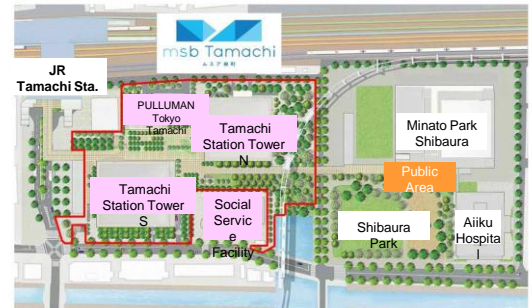 msb Tamachi
ムスブ田町
JR
Tamachi Sta.
PULLUMAN
Tokyo
Tamachi
Tamachi
Station Tower
N
Minato Park
Shibaura
Public
Area
Tamachi
Station Tower
S
Social
Servic
e
Facility
Shibaura
Park
Aiiku
Hospita
l